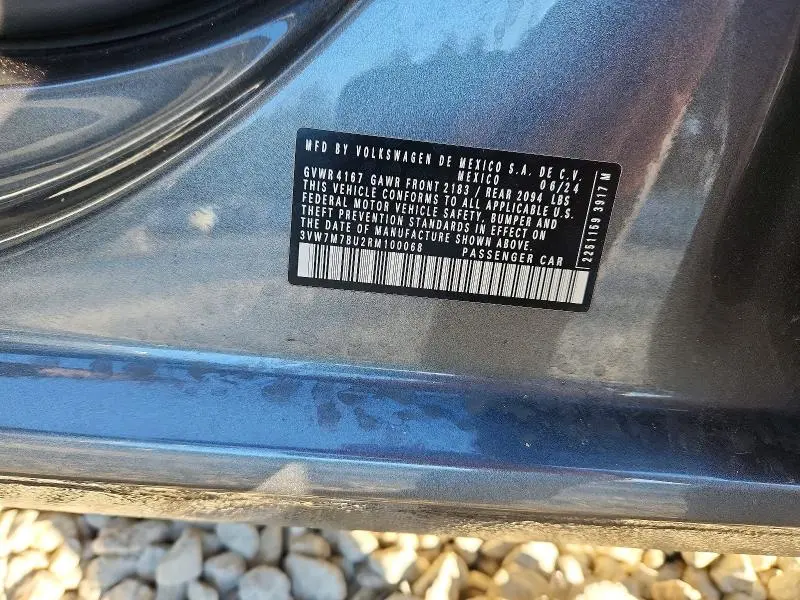 MFD BY VOLKSWAGEN DE MEXICO S.A. DE C.V.
MEXICO 06/24
GVWR 4167 GAWR FRONT 2183 / REAR 2094 LBS
THIS VEHICLE CONFORMS TO ALL APPLICABLE U.S.
FEDERAL MOTOR VEHICLE SAFETY, BUMPER AND
THEFT PREVENTION STANDARDS IN EFFECT ON
THE DATE OF MANUFACTURE SHOWN ABOVE.
3VW7M7BU2RM100068 PASSENGER CAR
2261169 3917 M